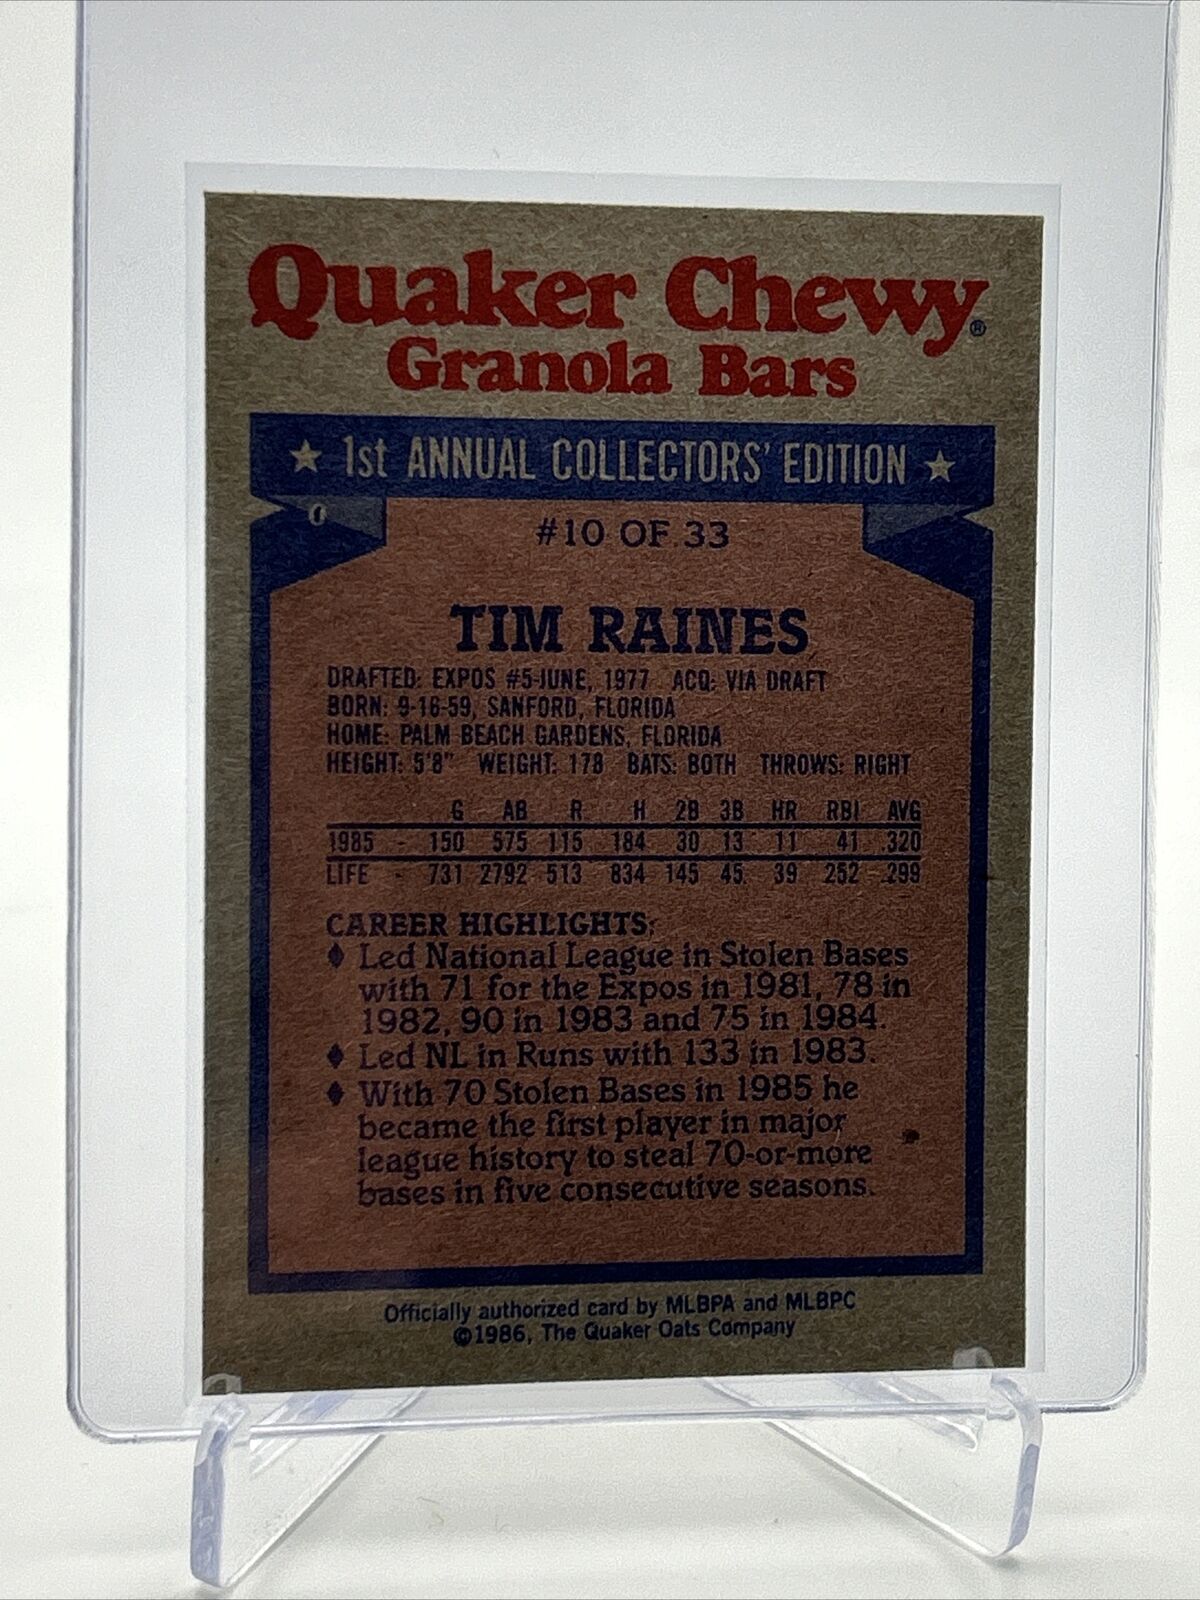 Quaker Chewy®
Granola Bars
★ 1st ANNUAL COLLECTORS' EDITION ★
#10 OF 33
TIM RAINES
DRAFTED: EXPOS #5-JUNE, 1977 ACQ: VIA DRAFT
BORN: 9-16-59, SANFORD, FLORIDA
HOME: PALM BEACH GARDENS, FLORIDA
HEIGHT: 5'8" WEIGHT: 178 BATS: BOTH THROWS: RIGHT
G AB R H 2B 3B HR RBI AVG
1985 - 150 575 115 184 30 13 11 41 .320
LIFE - 731 2792 513 834 145 45 39 252 .299
CAREER HIGHLIGHTS:
♦ Led National League in Stolen Bases
with 71 for the Expos in 1981, 78 in
1982, 90 in 1983 and 75 in 1984.
♦ Led NL in Runs with 133 in 1983.
♦ With 70 Stolen Bases in 1985 he
became the first player in major
league history to steal 70-or-more
bases in five consecutive seasons.
Officially authorized card by MLBPA and MLBPC
©1986, The Quaker Oats Company